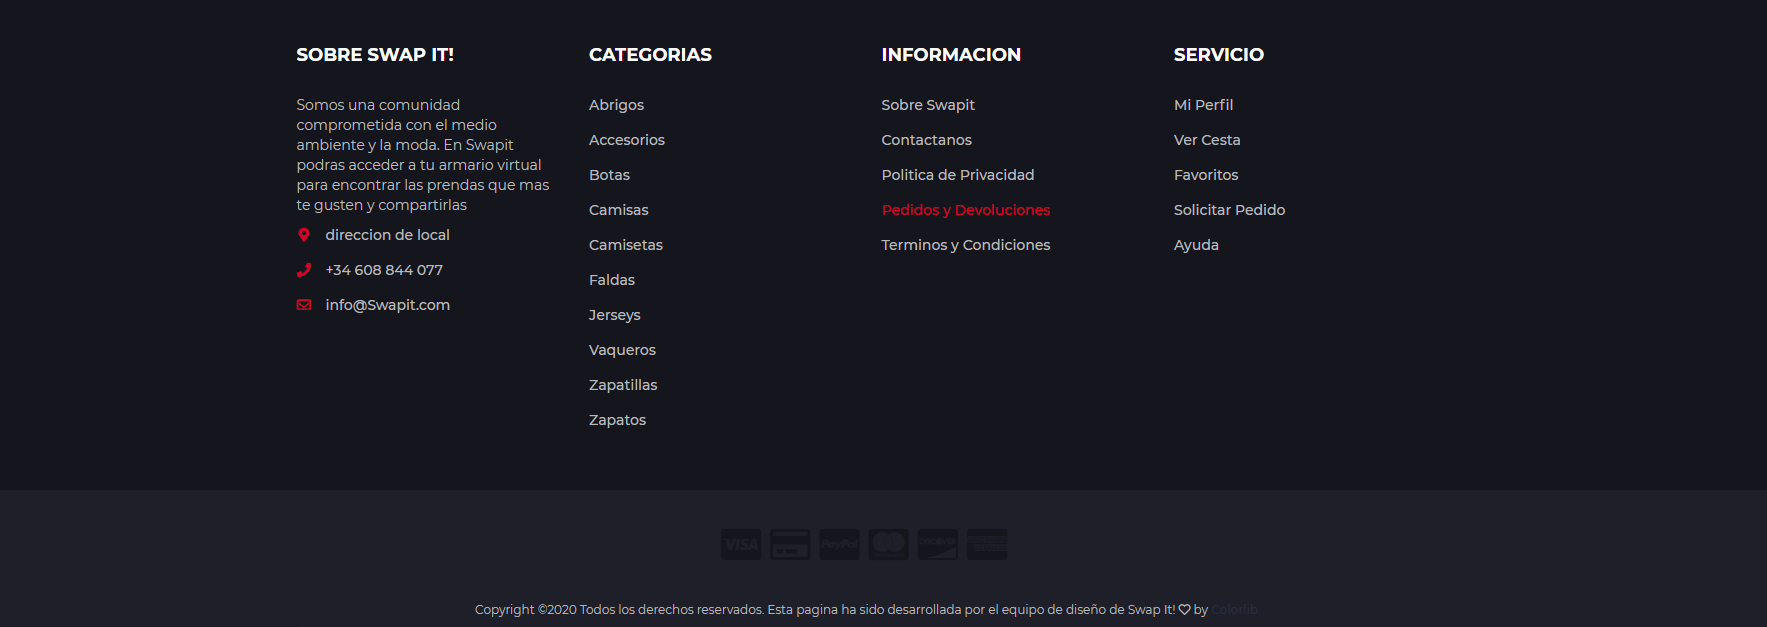 SOBRE SWAP IT!
Somos una comunidad
comprometida con el medio
ambiente y la moda. En Swapit
podras acceder a tu armario virtual
para encontrar las prendas que mas
te gusten y compartirlas
direccion de local
+34 608 844 077
info@Swapit.com
CATEGORIAS
Abrigos
Accesorios
Botas
Camisas
Camisetas
Faldas
Jerseys
Vaqueros
Zapatillas
Zapatos
INFORMACION
Sobre Swapit
Contactanos
Politica de Privacidad
Pedidos y Devoluciones
Terminos y Condiciones
SERVICIO
Mi Perfil
Ver Cesta
Favoritos
Solicitar Pedido
Ayuda
VISA PayPal DISCOVER
Copyright ©2020 Todos los derechos reservados. Esta pagina ha sido desarrollada por el equipo de diseño de Swap It! ♡ by Colorlib